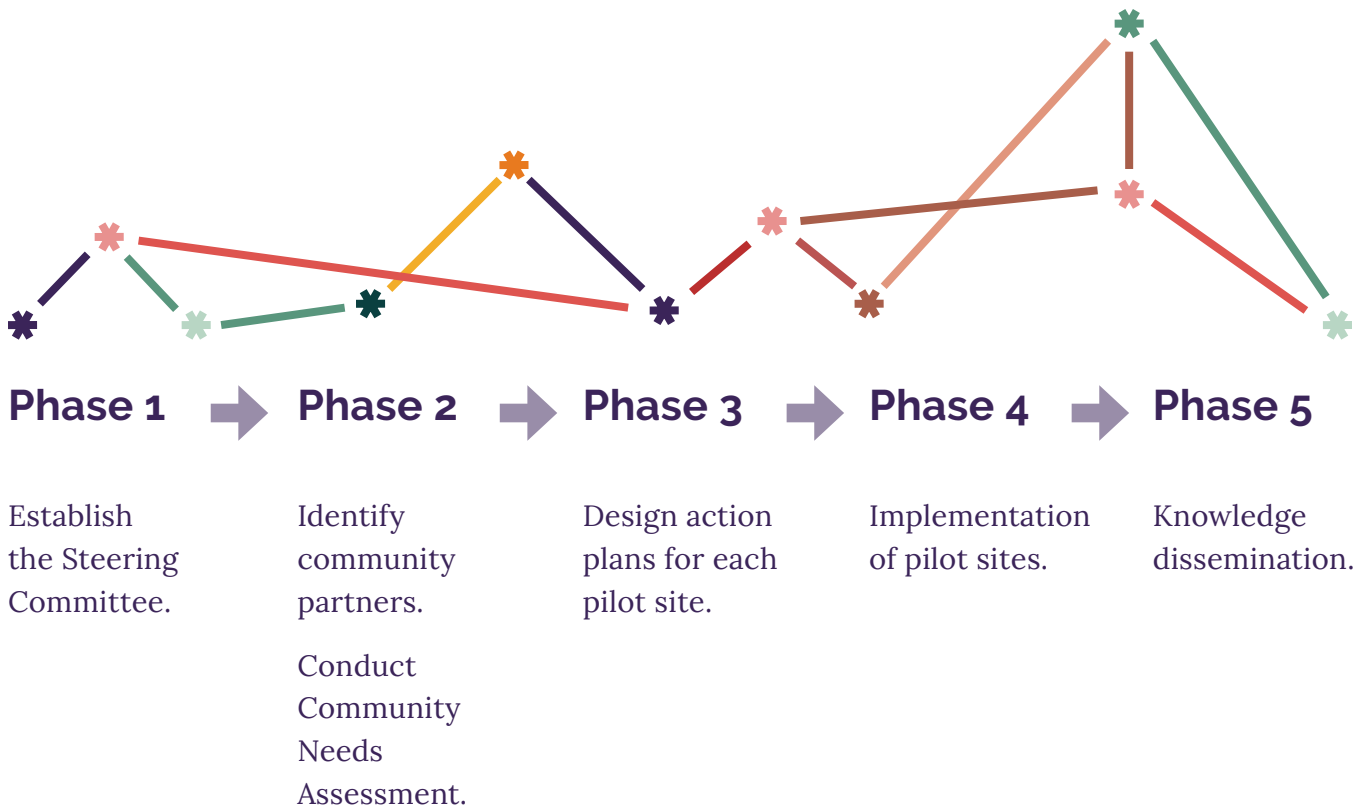 Phase 1
Phase 2
Phase 3
Phase 4
Phase 5
Establish
the Steering
Committee.
Identify
community
partners.
Conduct
Community
Needs
Assessment.
Design action
plans for each
pilot site.
Implementation
of pilot sites.
Knowledge
dissemination.